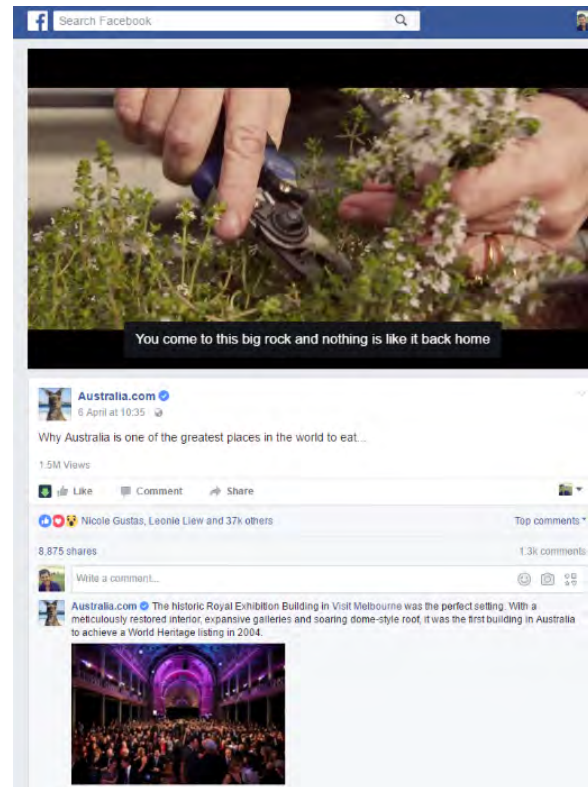 f Search Facebook
You come to this big rock and nothing is like it back home
Australia.com
6 April at 10:35
Why Australia is one of the greatest places in the world to eat...
1.5M Views
Like Comment Share
Nicole Gustas, Leonie Liew and 37k others Top comments
8,875 shares 1.3k comments
Write a comment...
Australia.com The historic Royal Exhibition Building in Visit Melbourne was the perfect setting. With a
meticulously restored interior, expansive galleries and soaring dome-style roof, it was the first building in Australia
to achieve a World Heritage listing in 2004.